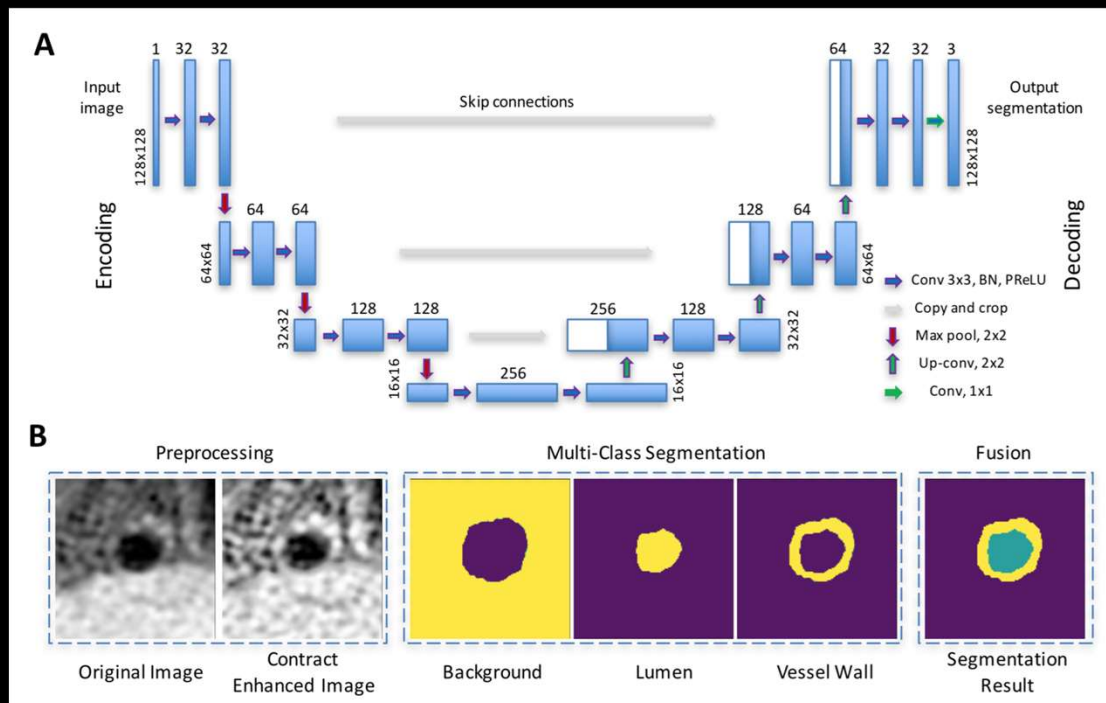 A
1 32 32
64 32 32 3
Input
image
Skip connections
Output
segmentation
128x128
128x128
Encoding
Decoding
64 64
128 64
64x64
64x64
Conv 3x3, BN, PReLU
Copy and crop
Max pool, 2x2
Up-conv, 2x2
Conv, 1x1
128 128
256 128
32x32
32x32
256
16x16
16x16
B
Preprocessing
Multi-Class Segmentation
Fusion
Original Image
Contract
Enhanced Image
Background
Lumen
Vessel Wall
Segmentation
Result